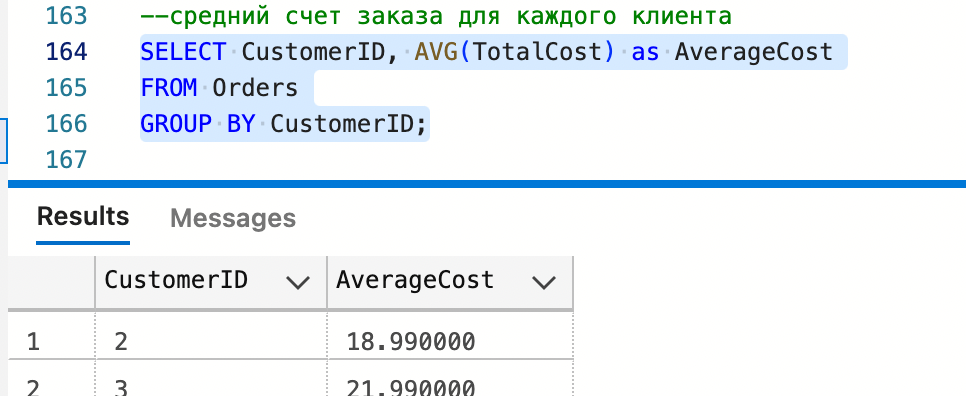 163 --средний счет заказа для каждого клиента
164 SELECT CustomerID, AVG(TotalCost) as AverageCost
165 FROM Orders
166 GROUP BY CustomerID;
167
Results Messages
CustomerID AverageCost
1 2 18.990000
2 3 21.990000